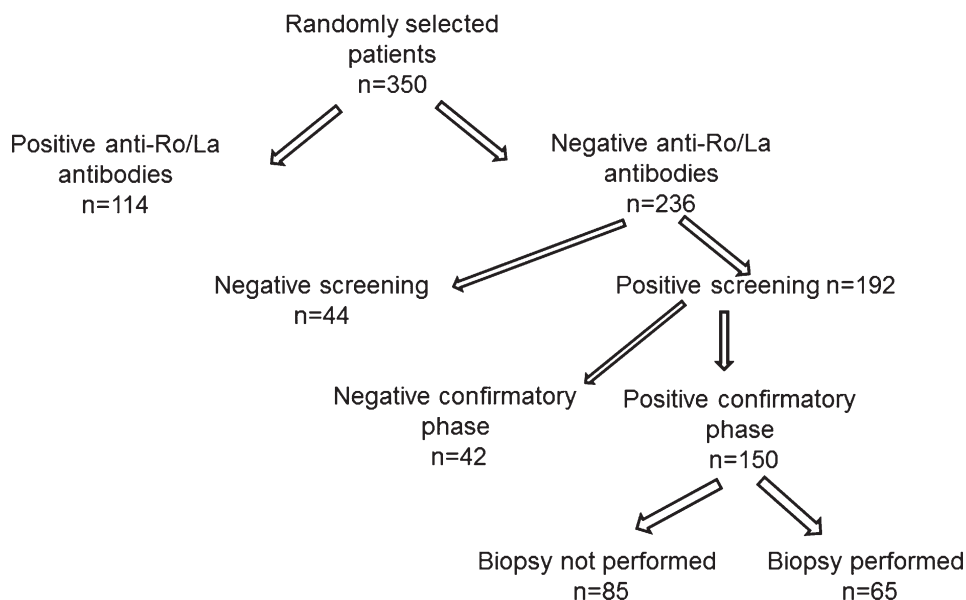 Randomly selected
patients
n=350
Positive anti-Ro/La
antibodies
n=114
Negative anti-Ro/La
antibodies
n=236
Negative screening
n=44
Positive screening n=192
Negative confirmatory
phase
n=42
Positive confirmatory
phase
n=150
Biopsy not performed
n=85
Biopsy performed
n=65